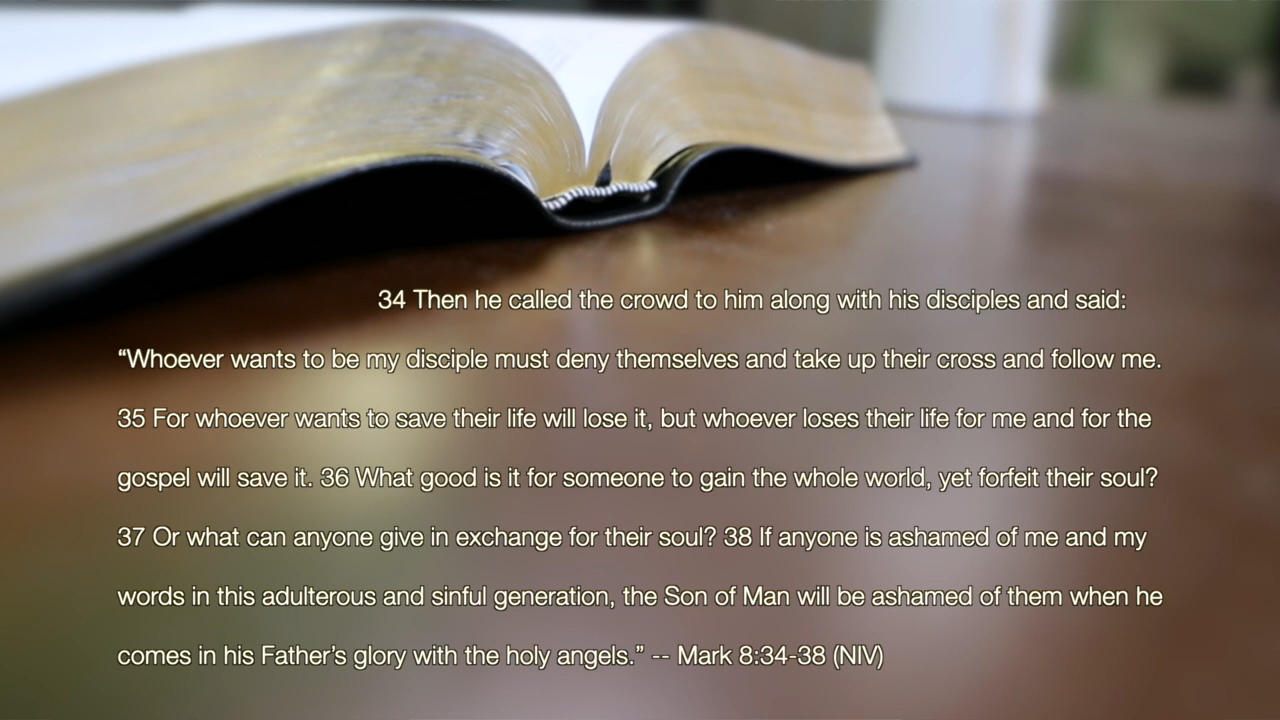 34 Then he called the crowd to him along with his disciples and said:
“Whoever wants to be my disciple must deny themselves and take up their cross and follow me.
35 For whoever wants to save their life will lose it, but whoever loses their life for me and for the
gospel will save it. 36 What good is it for someone to gain the whole world, yet forfeit their soul?
37 Or what can anyone give in exchange for their soul? 38 If anyone is ashamed of me and my
words in this adulterous and sinful generation, the Son of Man will be ashamed of them when he
comes in his Father’s glory with the holy angels.” -- Mark 8:34-38 (NIV)